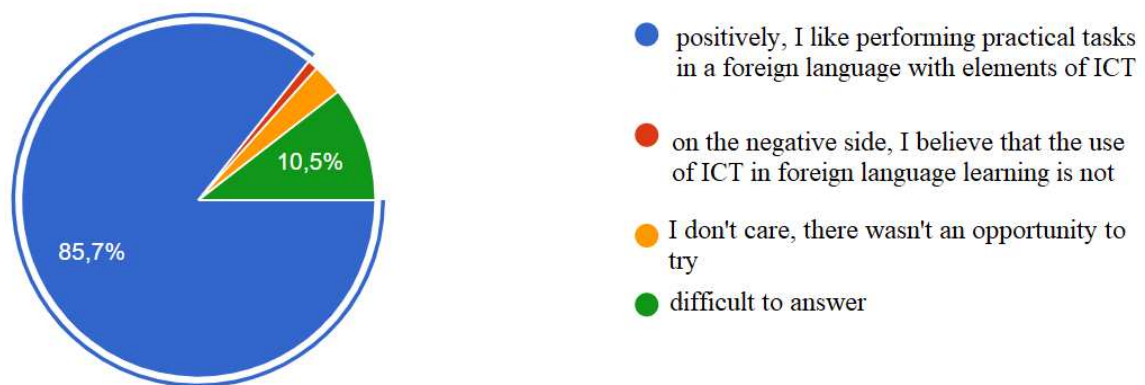 85,7%
10,5%
positively, I like performing practical tasks
in a foreign language with elements of ICT
on the negative side, I believe that the use
of ICT in foreign language learning is not
I don't care, there wasn't an opportunity to
try
difficult to answer